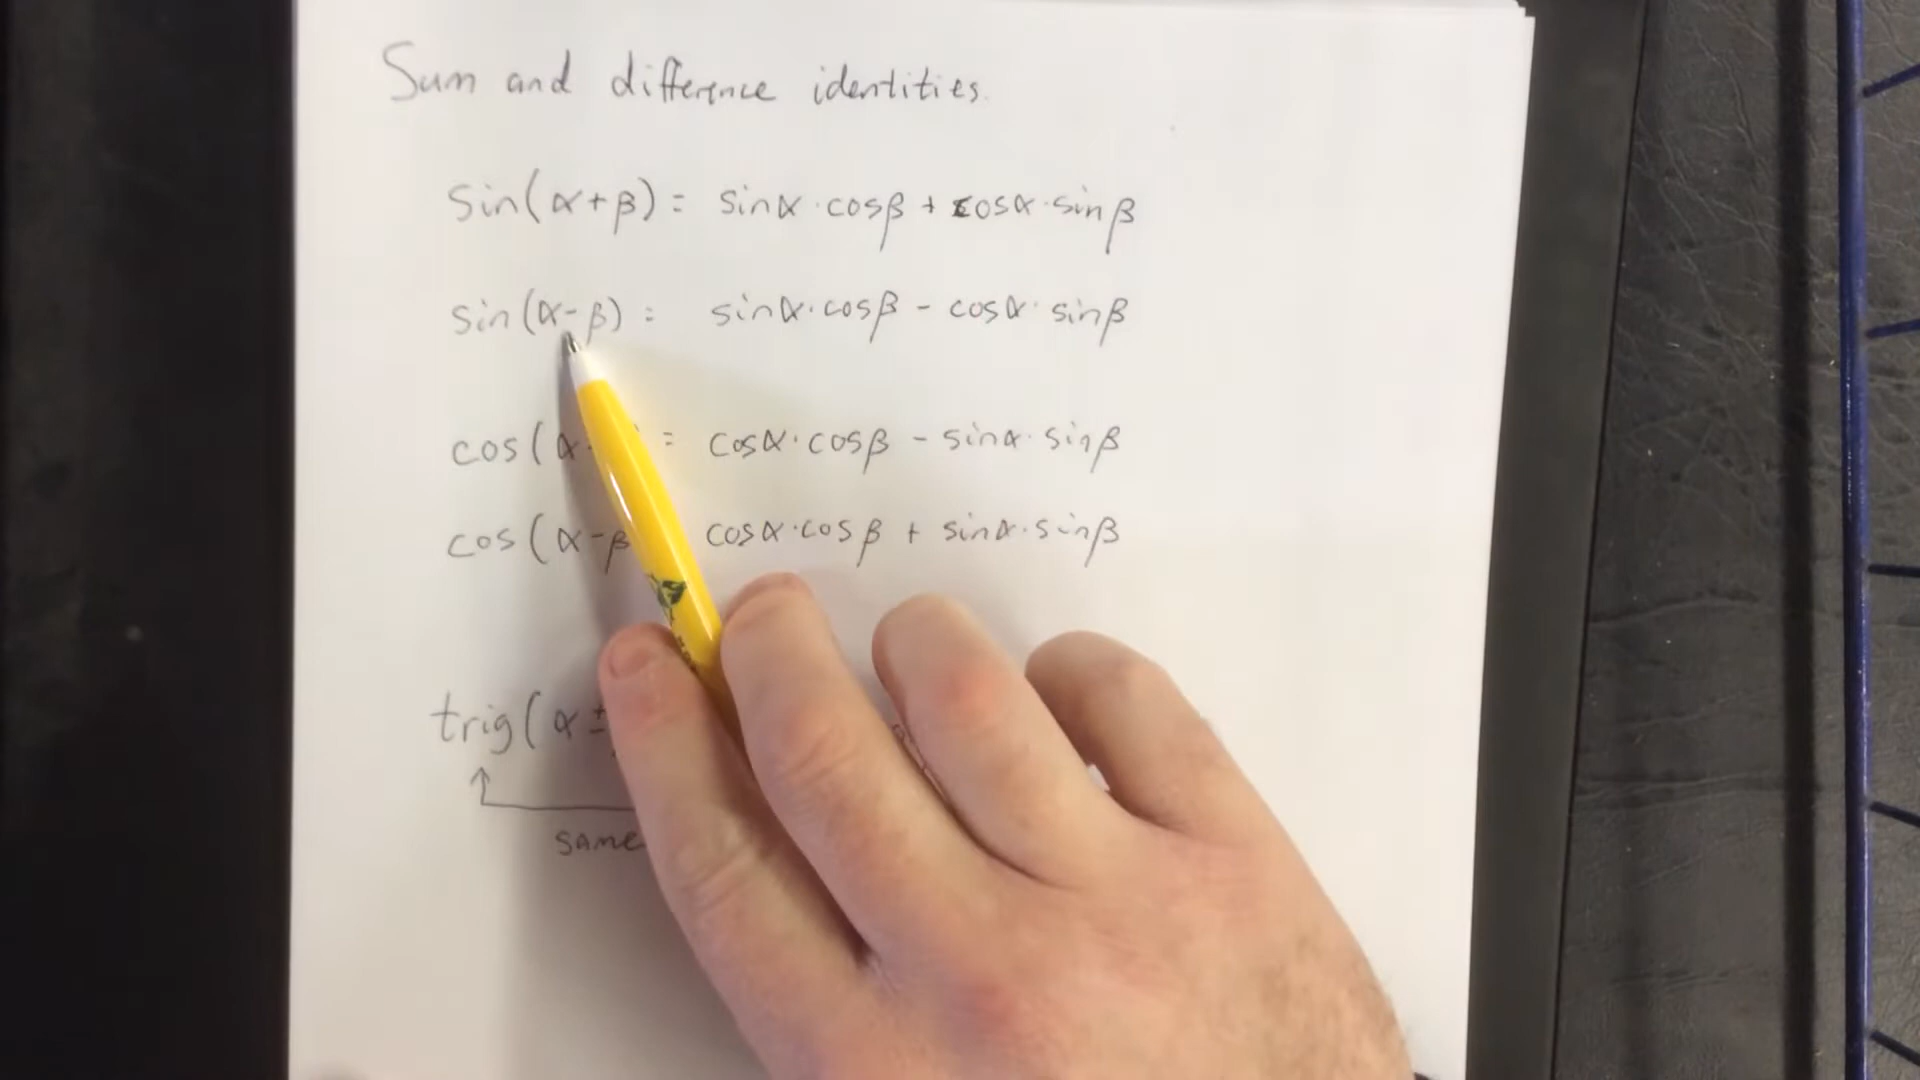 Sum and difference identities.
sin(α+β) = sinα·cosβ + cosα·sinβ
sin(α-β) = sinα·cosβ - cosα·sinβ
cos(α = cosα·cosβ - sinα·sinβ
cos(α-β cosα·cosβ + sinα·sinβ
trig(α ±
same